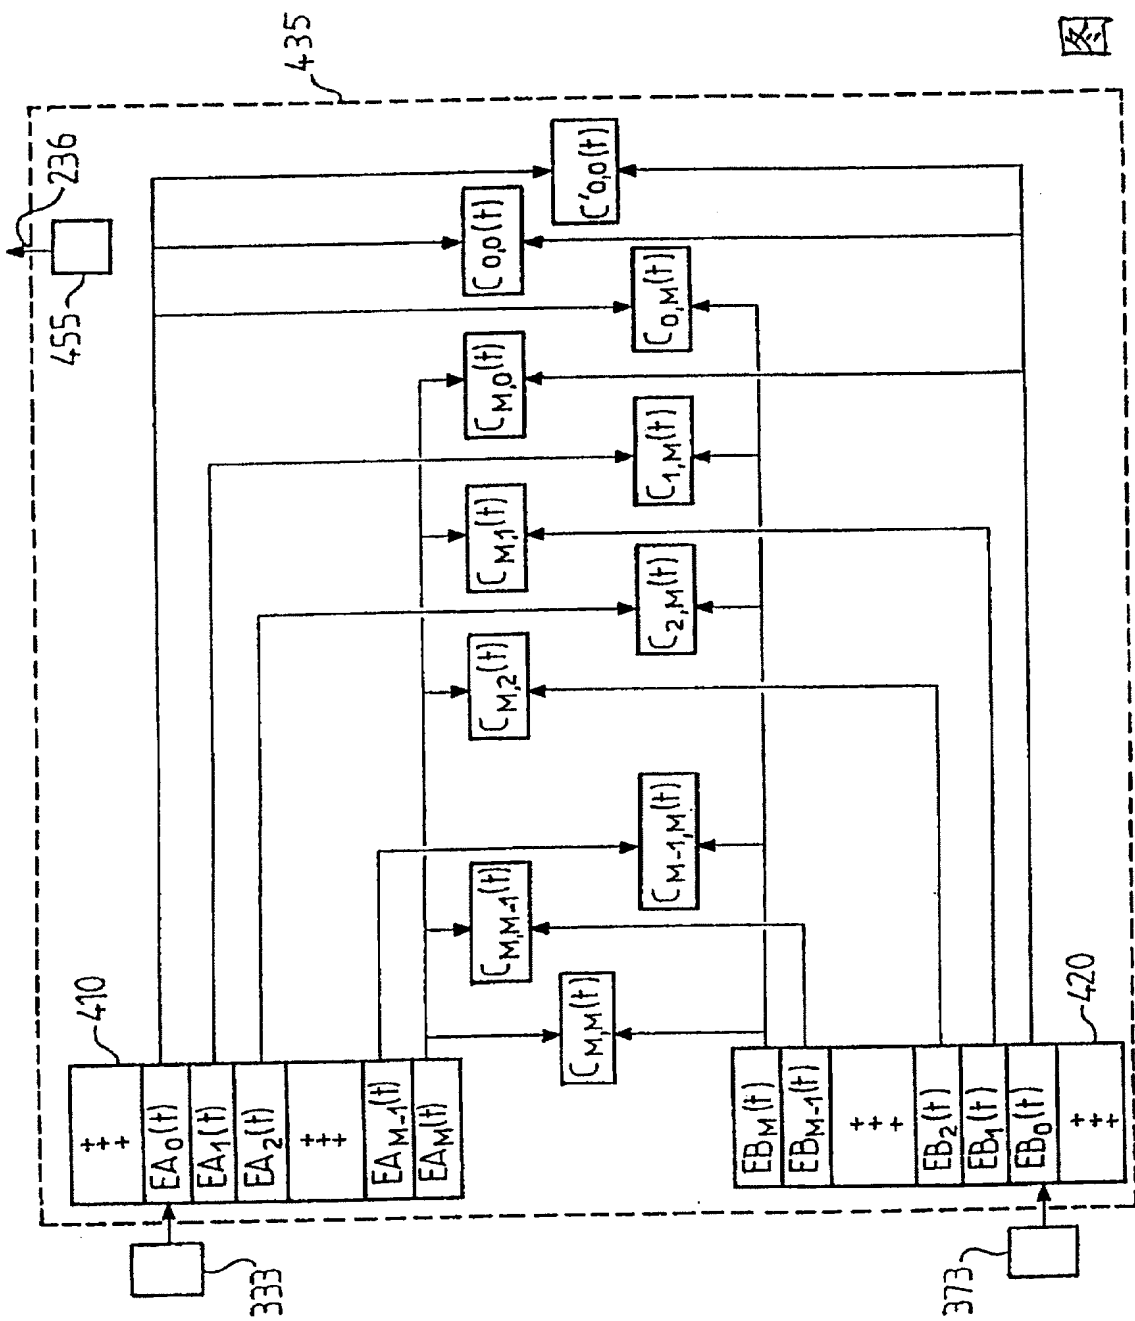 图
435
236
455
C'0,0(t)
C0,0(t)
C0,M(t)
CM,0(t)
C1,M(t)
CM,1(t)
C2,M(t)
CM,2(t)
CM-1,M(t)
CM,M-1(t)
CM,M(t)
410
+++
EA0(t)
EA1(t)
EA2(t)
+++
EAM-1(t)
EAM(t)
420
EBM(t)
EBM-1(t)
+++
EB2(t)
EB1(t)
EB0(t)
+++
333
373